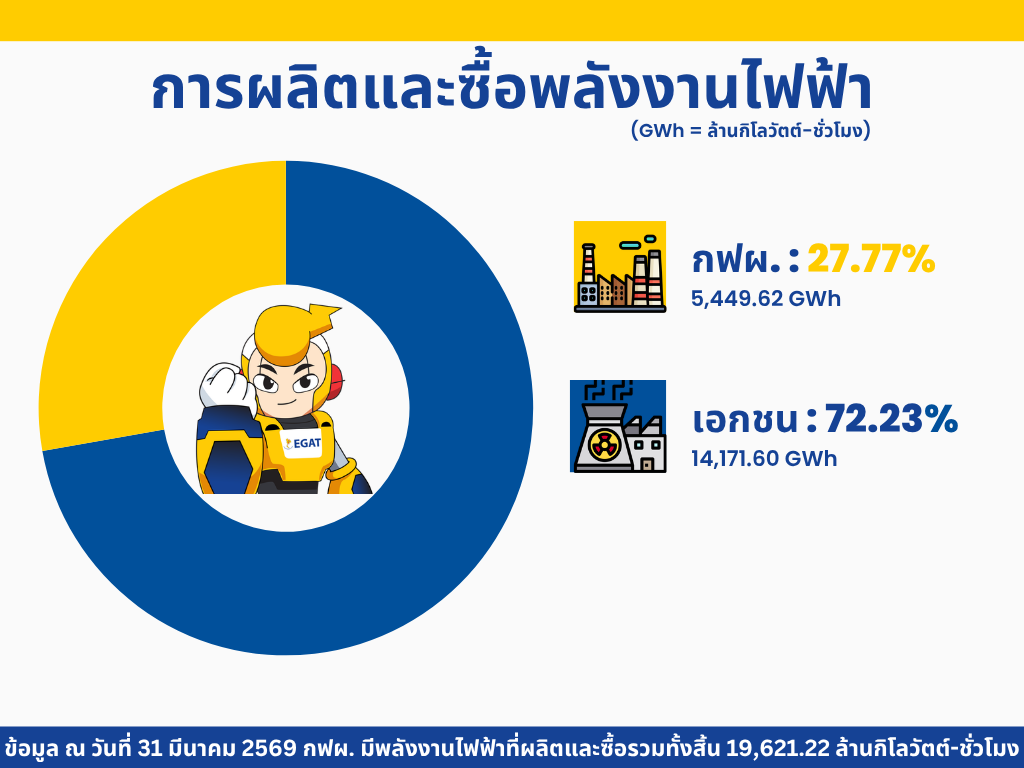 การผลิตและซื้อพลังงานไฟฟ้า
(GWh = ล้านกิโลวัตต์-ชั่วโมง)
กฟผ. : 27.77%
5,449.62 GWh
EGAT
เอกชน : 72.23%
14,171.60 GWh
ข้อมูล ณ วันที่ 31 มีนาคม 2569 กฟผ. มีพลังงานไฟฟ้าที่ผลิตและซื้อรวมทั้งสิ้น 19,621.22 ล้านกิโลวัตต์-ชั่วโมง